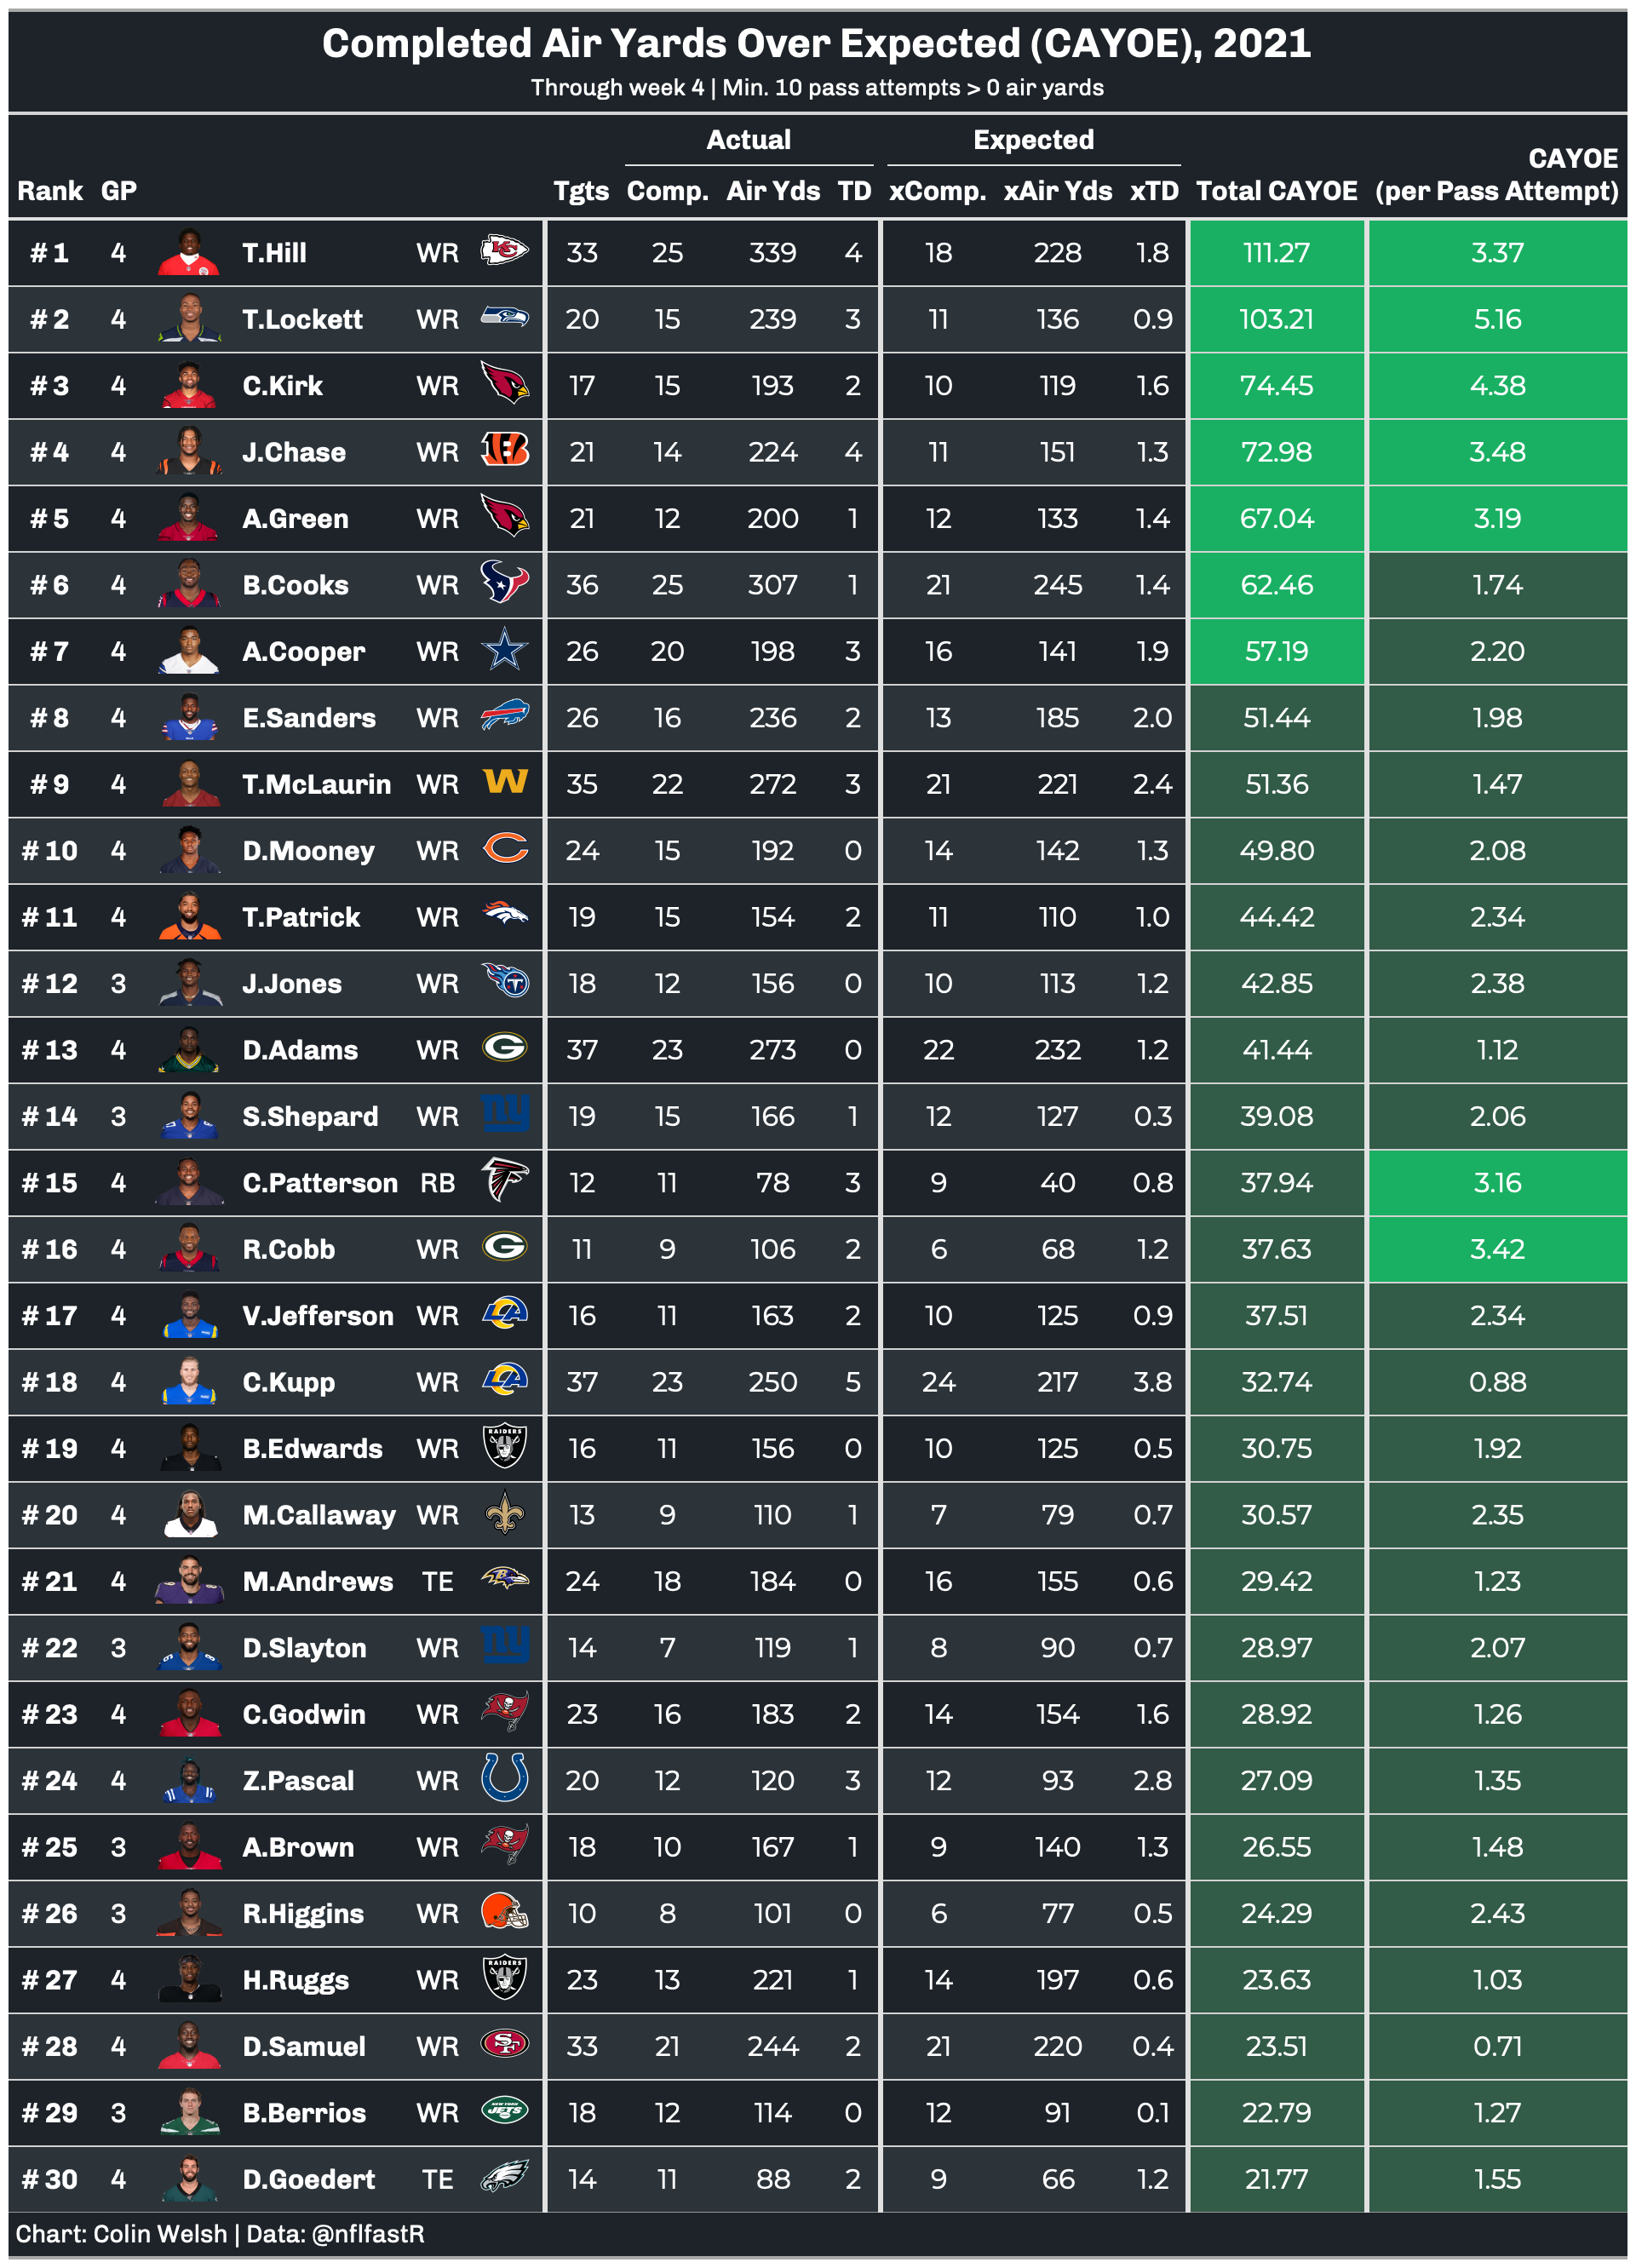 Completed Air Yards Over Expected (CAYOE), 2021
Through week 4 | Min. 10 pass attempts > 0 air yards
Actual Expected CAYOE
Rank GP Tgts Comp. Air Yds TD xComp. xAir Yds xTD Total CAYOE (per Pass Attempt)
# 1 4 T.Hill WR KC 33 25 339 4 18 228 1.8 111.27 3.37
# 2 4 T.Lockett WR 20 15 239 3 11 136 0.9 103.21 5.16
# 3 4 C.Kirk WR 17 15 193 2 10 119 1.6 74.45 4.38
# 4 4 J.Chase WR B 21 14 224 4 11 151 1.3 72.98 3.48
# 5 4 A.Green WR 21 12 200 1 12 133 1.4 67.04 3.19
# 6 4 B.Cooks WR 36 25 307 1 21 245 1.4 62.46 1.74
# 7 4 A.Cooper WR 26 20 198 3 16 141 1.9 57.19 2.20
# 8 4 E.Sanders WR 26 16 236 2 13 185 2.0 51.44 1.98
# 9 4 T.McLaurin WR W 35 22 272 3 21 221 2.4 51.36 1.47
# 10 4 D.Mooney WR C 24 15 192 0 14 142 1.3 49.80 2.08
# 11 4 T.Patrick WR 19 15 154 2 11 110 1.0 44.42 2.34
# 12 3 J.Jones WR T 18 12 156 0 10 113 1.2 42.85 2.38
# 13 4 D.Adams WR G 37 23 273 0 22 232 1.2 41.44 1.12
# 14 3 S.Shepard WR ny 19 15 166 1 12 127 0.3 39.08 2.06
# 15 4 C.Patterson RB 12 11 78 3 9 40 0.8 37.94 3.16
# 16 4 R.Cobb WR G 11 9 106 2 6 68 1.2 37.63 3.42
# 17 4 V.Jefferson WR LA 16 11 163 2 10 125 0.9 37.51 2.34
# 18 4 C.Kupp WR LA 37 23 250 5 24 217 3.8 32.74 0.88
# 19 4 B.Edwards WR RAIDERS 16 11 156 0 10 125 0.5 30.75 1.92
# 20 4 M.Callaway WR 13 9 110 1 7 79 0.7 30.57 2.35
# 21 4 M.Andrews TE B 24 18 184 0 16 155 0.6 29.42 1.23
# 22 3 D.Slayton WR ny 14 7 119 1 8 90 0.7 28.97 2.07
# 23 4 C.Godwin WR 23 16 183 2 14 154 1.6 28.92 1.26
# 24 4 Z.Pascal WR 20 12 120 3 12 93 2.8 27.09 1.35
# 25 3 A.Brown WR 18 10 167 1 9 140 1.3 26.55 1.48
# 26 3 R.Higgins WR 10 8 101 0 6 77 0.5 24.29 2.43
# 27 4 H.Ruggs WR RAIDERS 23 13 221 1 14 197 0.6 23.63 1.03
# 28 4 D.Samuel WR SF 33 21 244 2 21 220 0.4 23.51 0.71
# 29 3 B.Berrios WR NEW YORK JETS 18 12 114 0 12 91 0.1 22.79 1.27
# 30 4 D.Goedert TE 14 11 88 2 9 66 1.2 21.77 1.55
Chart: Colin Welsh | Data: @nflfastR